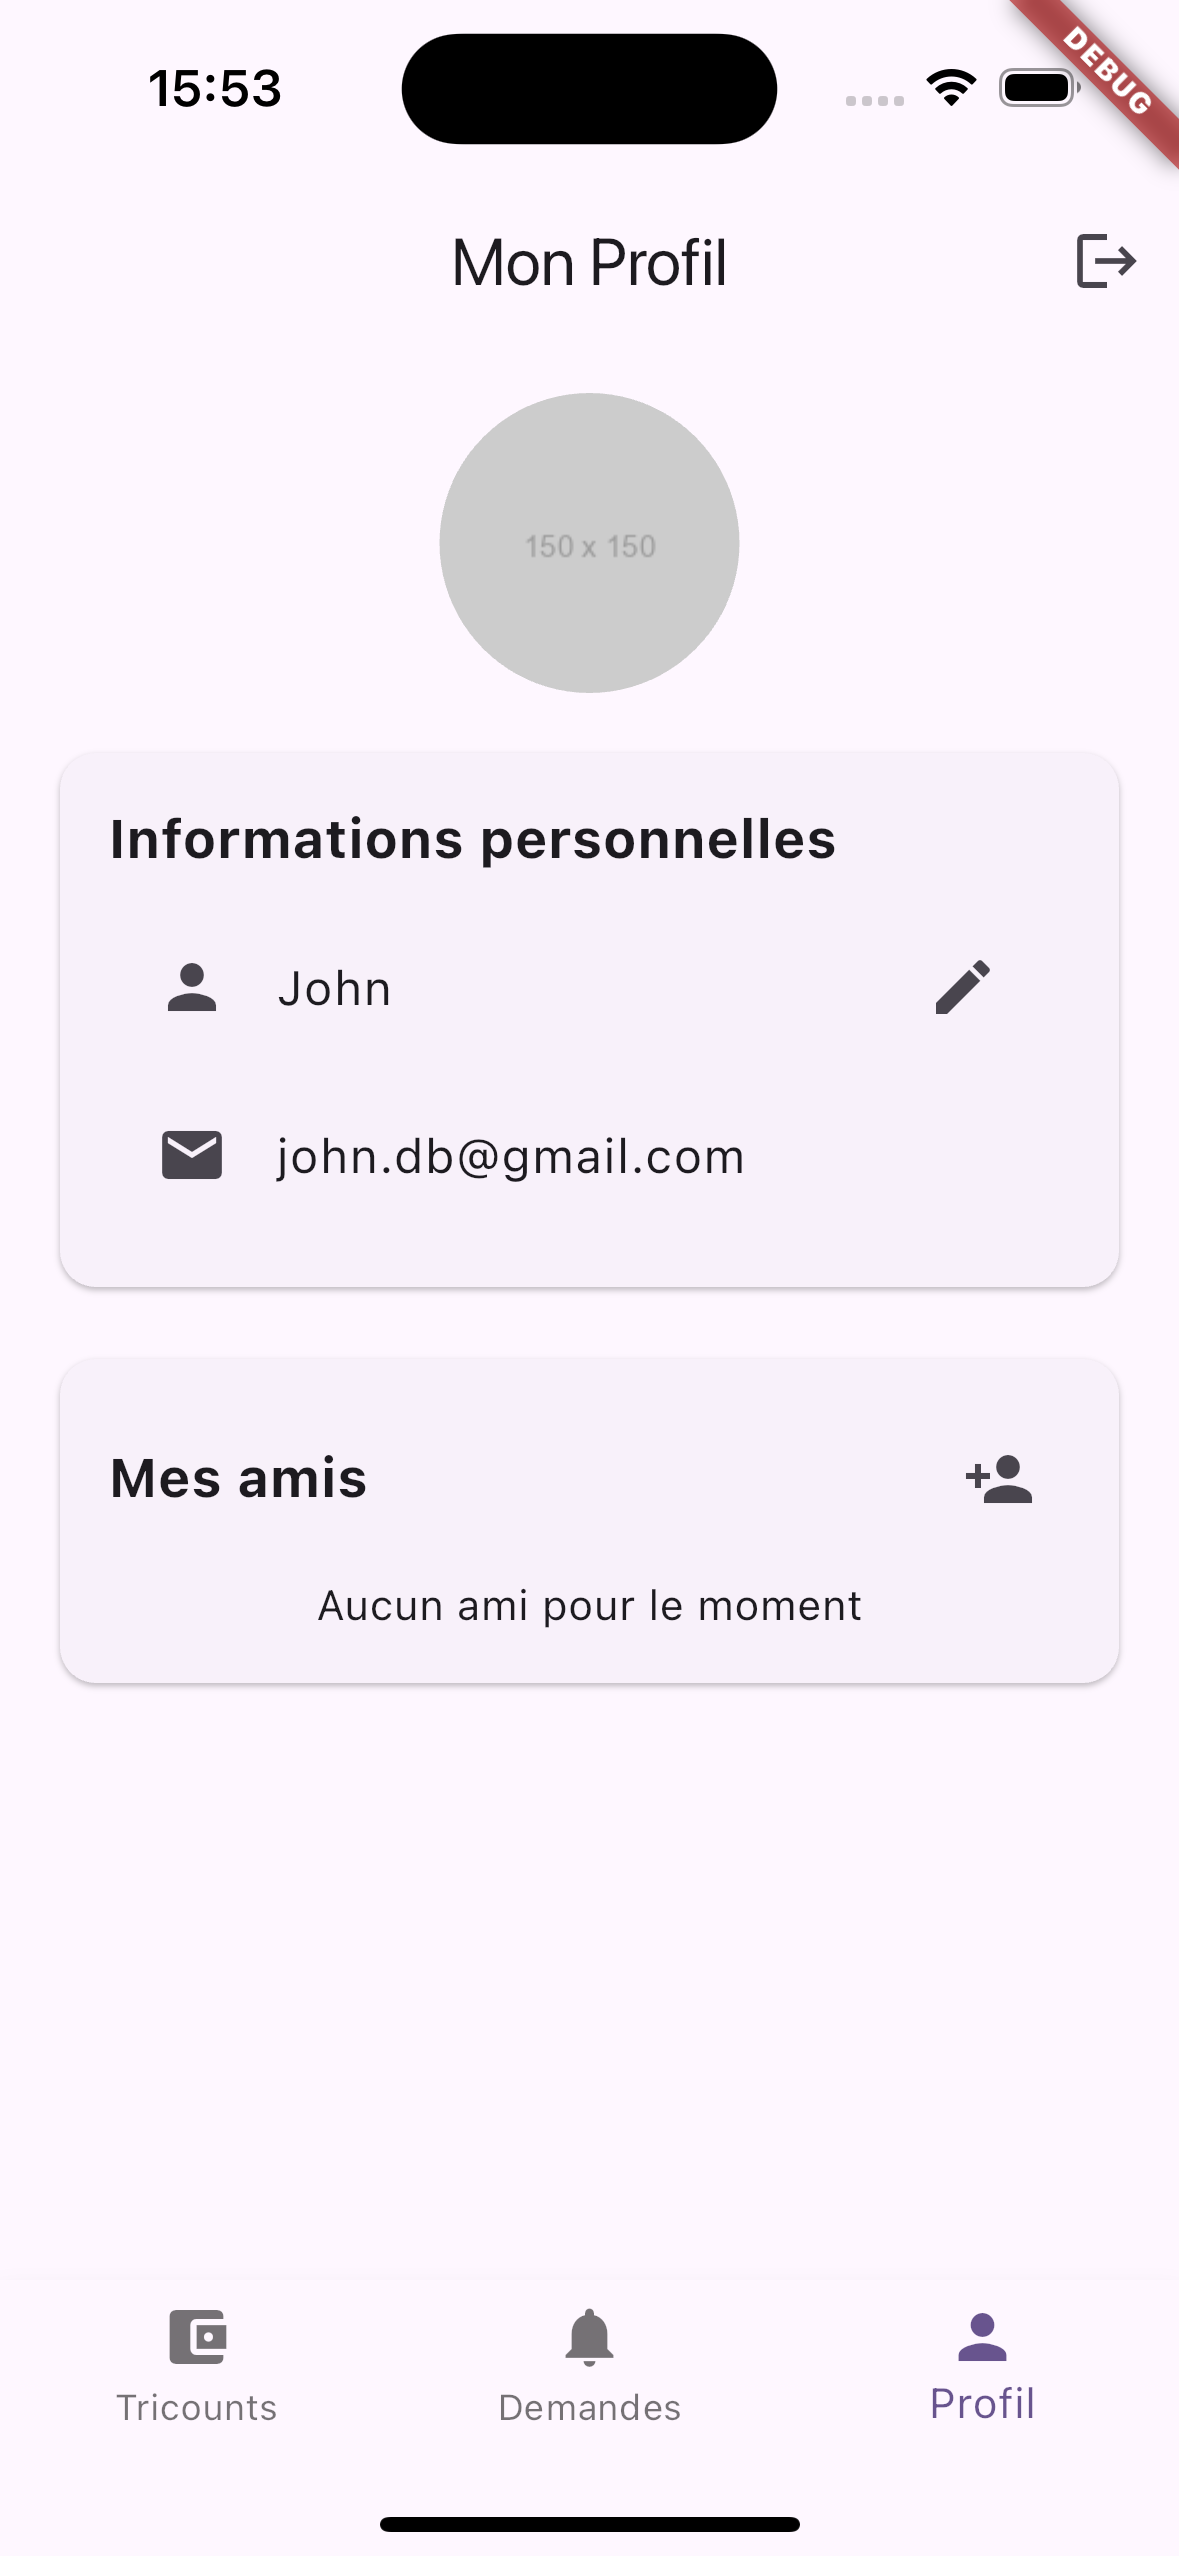 15:53
DEBUG
Mon Profil
150 x 150
Informations personnelles
John
john.db@gmail.com
Mes amis
Aucun ami pour le moment
Tricounts
Demandes
Profil